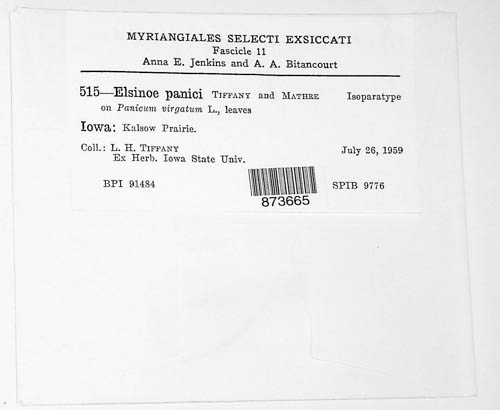 MYRIANGIALES SELECTI EXSICCATI
Fascicle 11
Anna E. Jenkins and A. A. Bitancourt
515—Elsinoe panici TIFFANY and MATHRE Isoparatype
on Panicum virgatum L., leaves
Iowa: Kalsow Prairie.
Coll.: L. H. TIFFANY July 26, 1959
Ex Herb. Iowa State Univ.
BPI 91484 SPIB 9776
873665